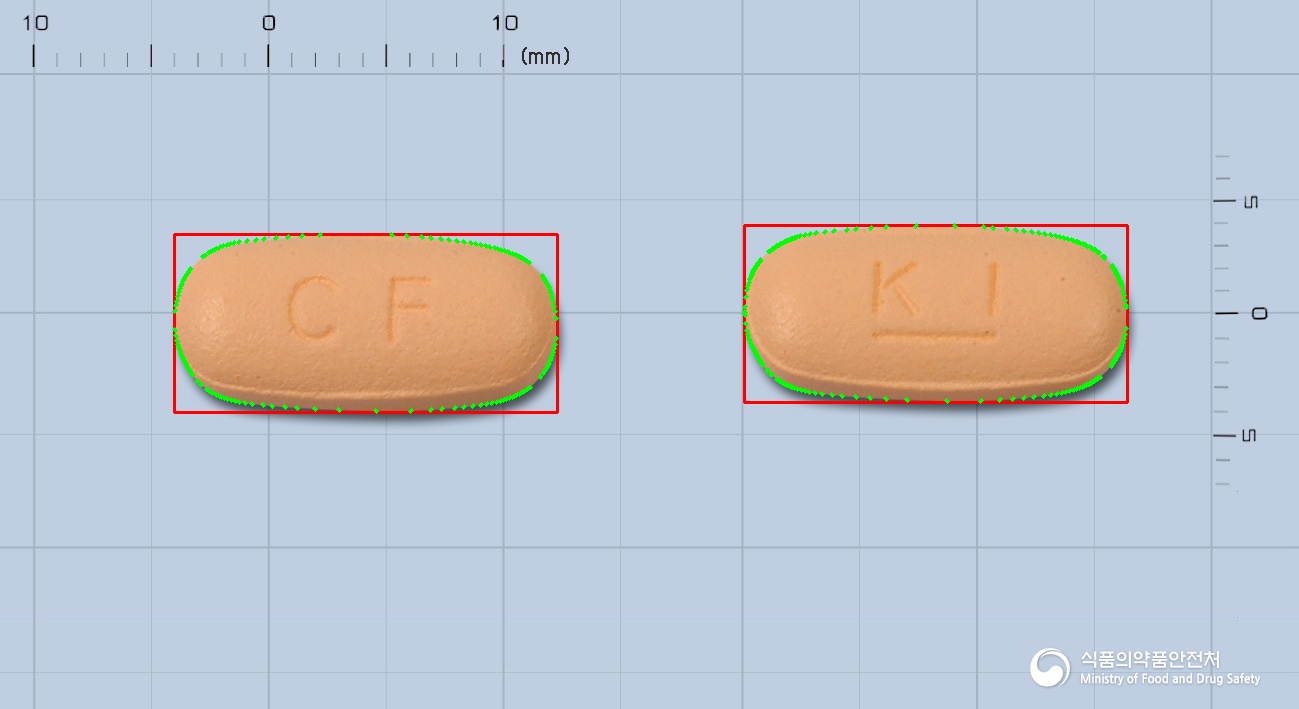 10 0 10
(mm)
CF
KI
5
0
5
식품의약품안전처
Ministry of Food and Drug Safety